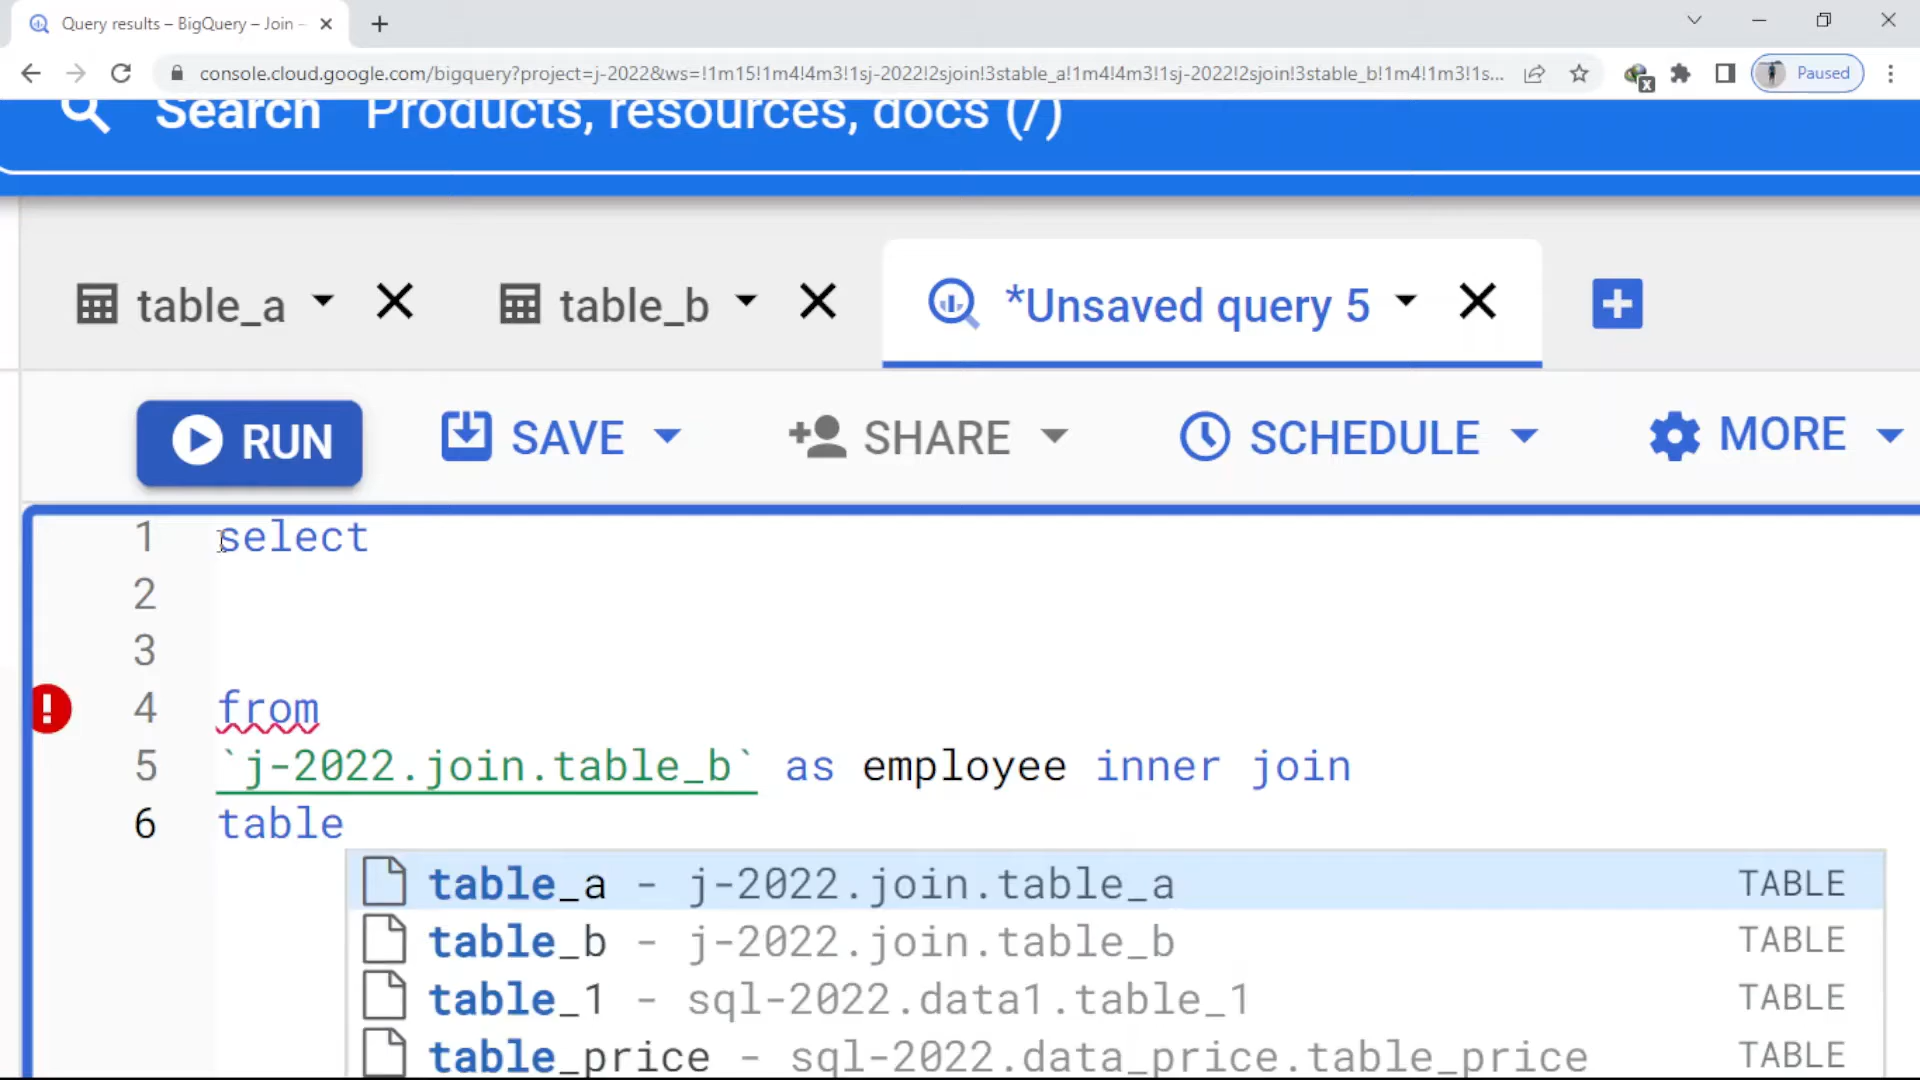 Query results – BigQuery – Join –
console.cloud.google.com/bigquery?project=j-2022&ws=!1m15!1m4!4m3!1sj-2022!2sjoin!3stable_a!1m4!4m3!1sj-2022!2sjoin!3stable_b!1m4!1m3!1s...
Paused
Search Products, resources, docs (/)
table_a
table_b
*Unsaved query 5
RUN
SAVE
SHARE
SCHEDULE
MORE
1 select
2
3
4 from
5 `j-2022.join.table_b` as employee inner join
6 table
table_a - j-2022.join.table_a TABLE
table_b - j-2022.join.table_b TABLE
table_1 - sql-2022.data1.table_1 TABLE
table_price - sql-2022.data_price.table_price TABLE